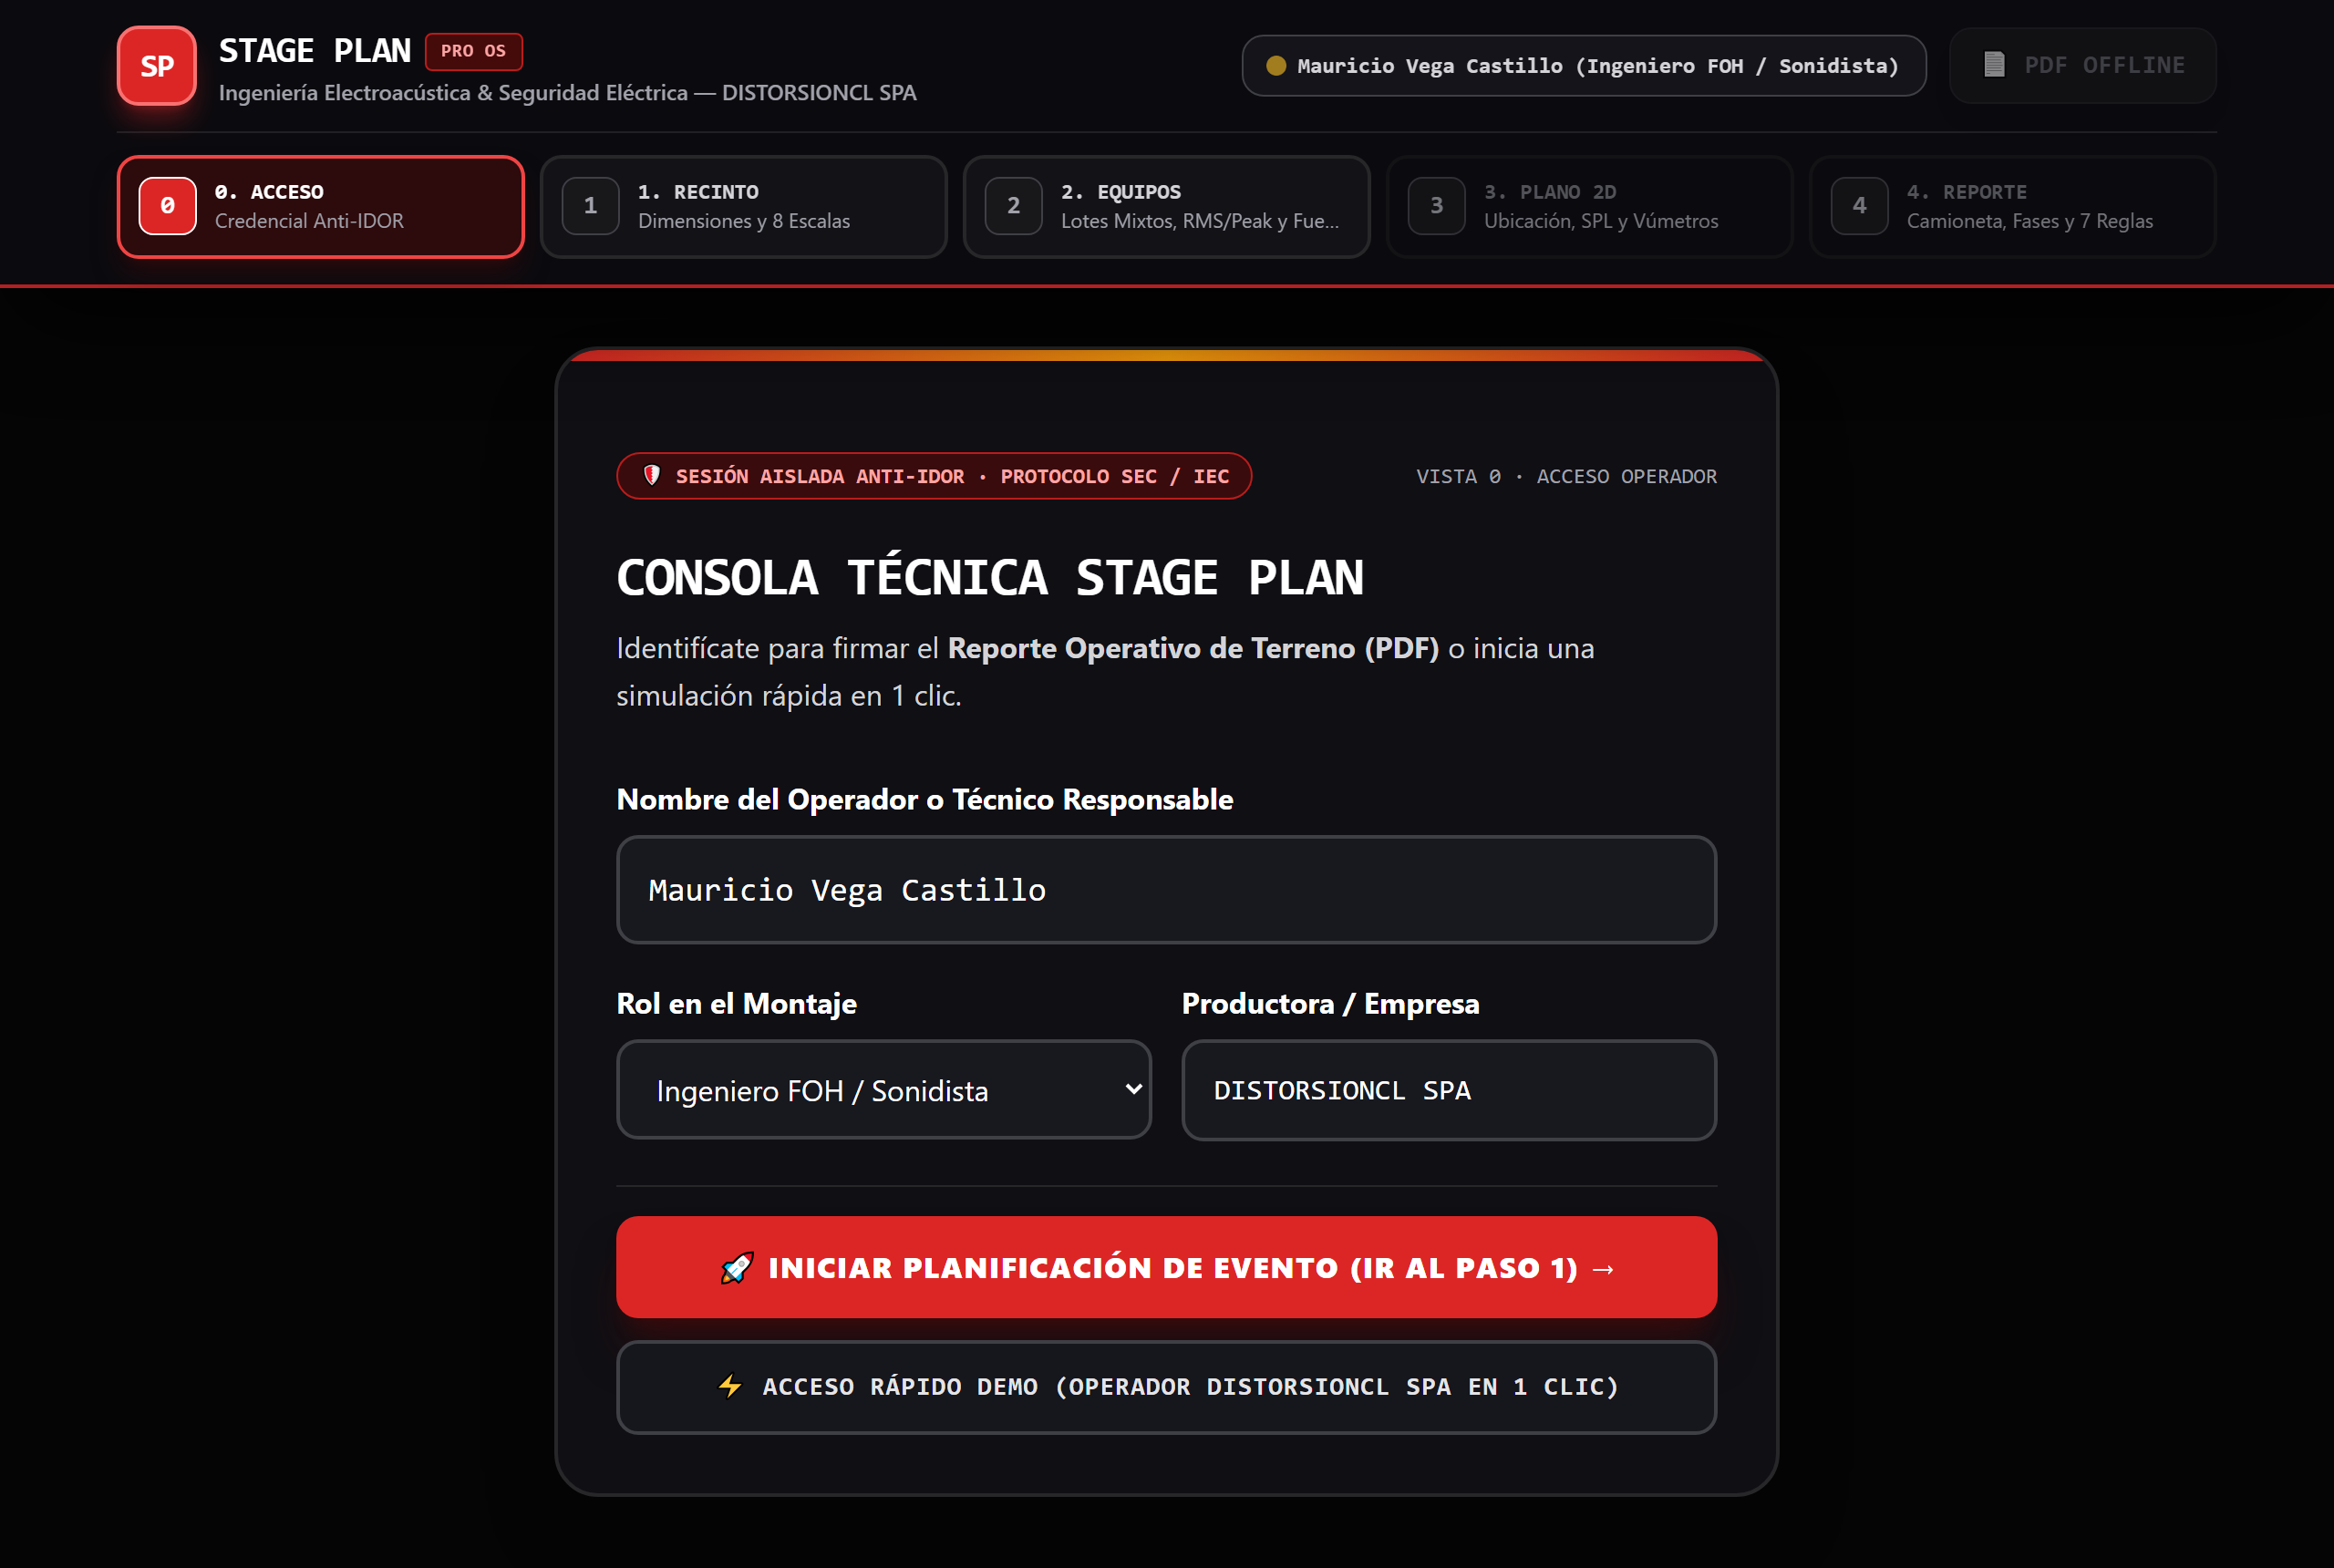 SP
STAGE PLAN PRO OS
Ingeniería Electroacústica & Seguridad Eléctrica — DISTORSIONCL SPA
Mauricio Vega Castillo (Ingeniero FOH / Sonidista)
PDF OFFLINE
0
0. ACCESO
Credencial Anti-IDOR
1
1. RECINTO
Dimensiones y 8 Escalas
2
2. EQUIPOS
Lotes Mixtos, RMS/Peak y Fue...
3
3. PLANO 2D
Ubicación, SPL y Vúmetros
4
4. REPORTE
Camioneta, Fases y 7 Reglas
SESIÓN AISLADA ANTI-IDOR · PROTOCOLO SEC / IEC
VISTA 0 · ACCESO OPERADOR
CONSOLA TÉCNICA STAGE PLAN
Identifícate para firmar el Reporte Operativo de Terreno (PDF) o inicia una
simulación rápida en 1 clic.
Nombre del Operador o Técnico Responsable
Mauricio Vega Castillo
Rol en el Montaje
Ingeniero FOH / Sonidista
Productora / Empresa
DISTORSIONCL SPA
🚀 INICIAR PLANIFICACIÓN DE EVENTO (IR AL PASO 1) →
⚡ ACCESO RÁPIDO DEMO (OPERADOR DISTORSIONCL SPA EN 1 CLIC)